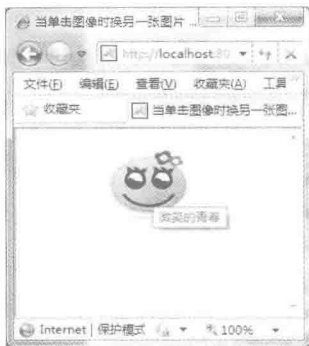 当单击图像时换另一张图片
http://localhost:80
文件(F) 编辑(E) 查看(V) 收藏夹(A) 工具
收藏夹 当单击图像时换另一张图...
微笑的青春
Internet | 保护模式 100%